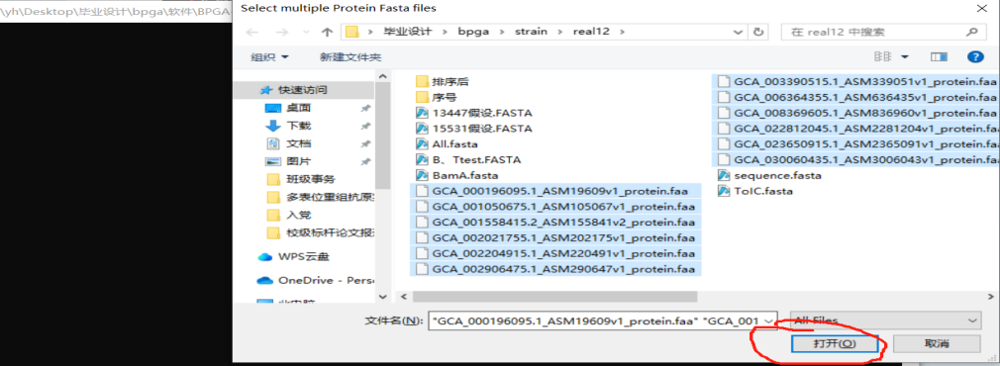 \yh\Desktop\毕业设计\bpga\软件\BPGA
Select multiple Protein Fasta files
毕业设计 > bpga > strain > real12 >
在 real12 中搜索
组织 新建文件夹
快速访问
桌面
下载
文档
图片
班级事务
多表位重组抗原
入党
校级标杆论文报
WPS云盘
OneDrive - Pers
此电脑
排序后
序号
13447假设.FASTA
15531假设.FASTA
All.fasta
B、Ttest.FASTA
BamA.fasta
GCA_000196095.1_ASM19609v1_protein.faa
GCA_001050675.1_ASM105067v1_protein.faa
GCA_001558415.2_ASM155841v2_protein.faa
GCA_002021755.1_ASM202175v1_protein.faa
GCA_002204915.1_ASM220491v1_protein.faa
GCA_002906475.1_ASM290647v1_protein.faa
GCA_003390515.1_ASM339051v1_protein.faa
GCA_006364355.1_ASM636435v1_protein.faa
GCA_008369605.1_ASM836960v1_protein.faa
GCA_022812045.1_ASM2281204v1_protein.faa
GCA_023650915.1_ASM2365091v1_protein.faa
GCA_030060435.1_ASM3006043v1_protein.faa
sequence.fasta
TolC.fasta
文件名(N): "GCA_000196095.1_ASM19609v1_protein.faa" "GCA_001
All Files
打开(O) 取消